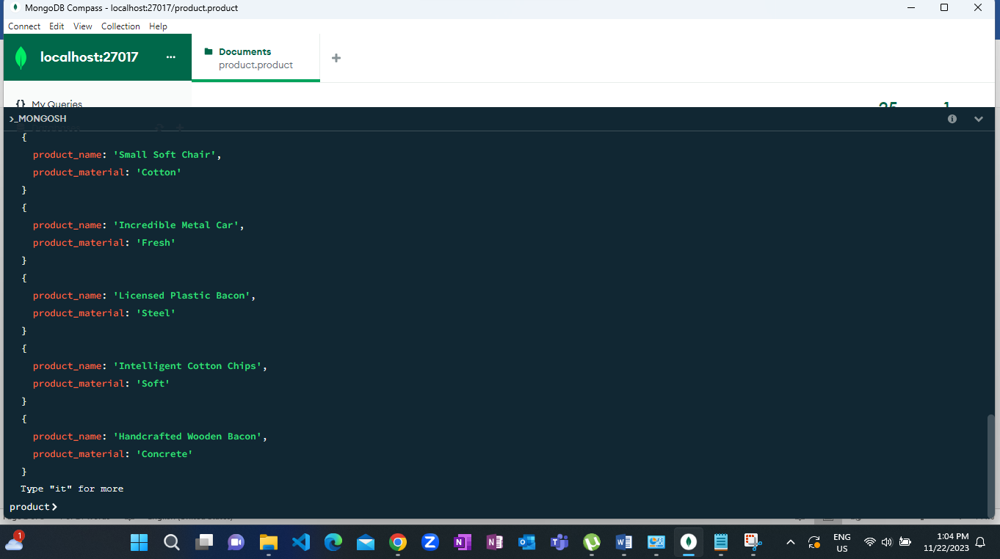 MongoDB Compass - localhost:27017/product.product
Connect Edit View Collection Help
localhost:27017 ...
Documents
product.product
{} My Queries
25 1
>_MONGOSH
{
product_name: 'Small Soft Chair',
product_material: 'Cotton'
}
{
product_name: 'Incredible Metal Car',
product_material: 'Fresh'
}
{
product_name: 'Licensed Plastic Bacon',
product_material: 'Steel'
}
{
product_name: 'Intelligent Cotton Chips',
product_material: 'Soft'
}
{
product_name: 'Handcrafted Wooden Bacon',
product_material: 'Concrete'
}
Type "it" for more
product>
1
ENG
US
1:04 PM
11/22/2023